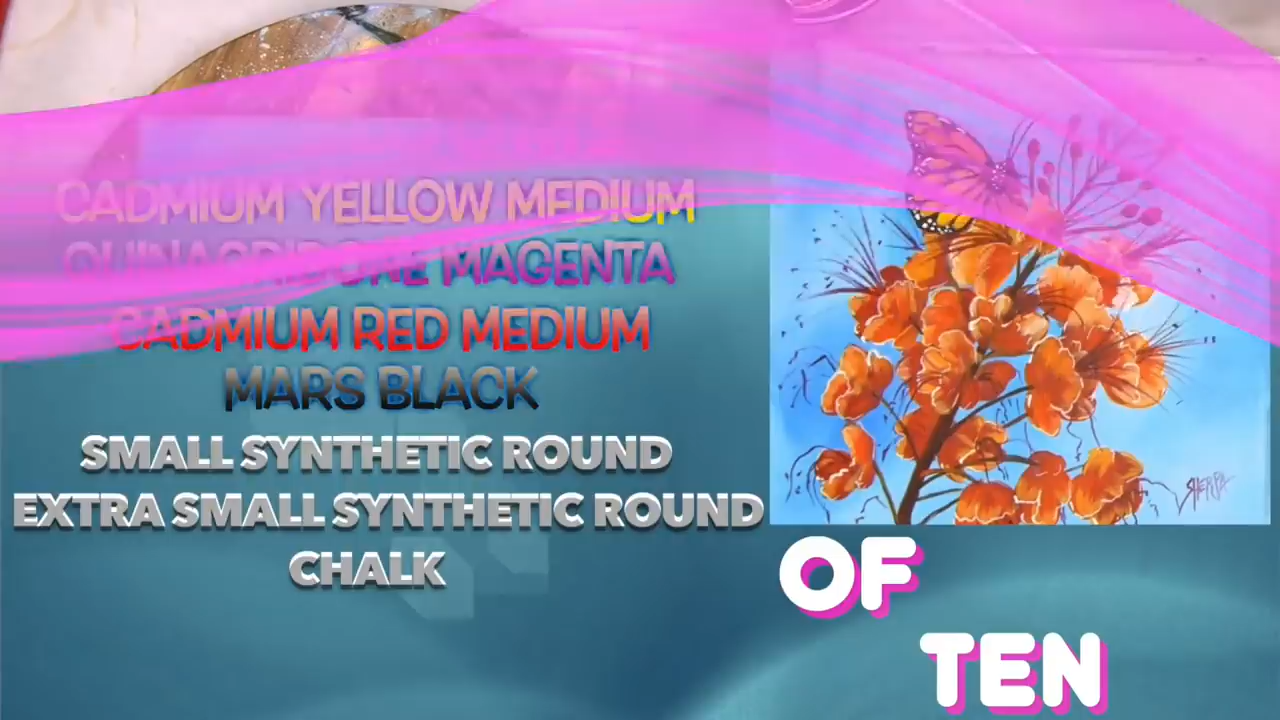 CADMIUM YELLOW MEDIUM
QUINACRIDONE MAGENTA
CADMIUM RED MEDIUM
MARS BLACK
SMALL SYNTHETIC ROUND
EXTRA SMALL SYNTHETIC ROUND
CHALK
SHERPA
OF
TEN